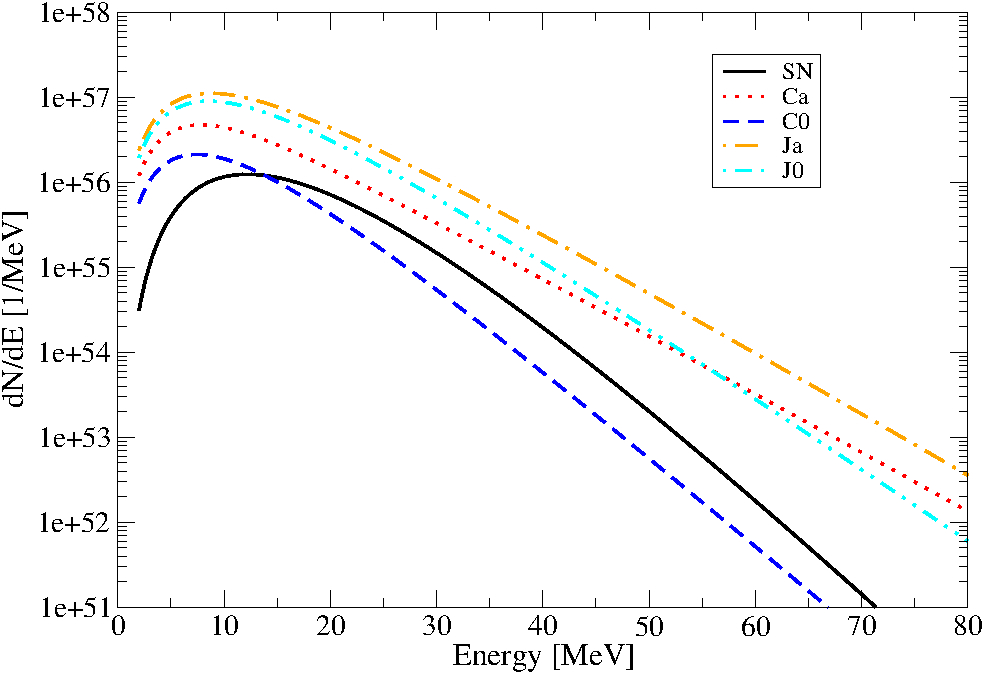 1e+58
1e+57
1e+56
1e+55
1e+54
1e+53
1e+52
1e+51
dN/dE [1/MeV]
SN
Ca
C0
Ja
J0
0 10 20 30 40 50 60 70 80
Energy [MeV]